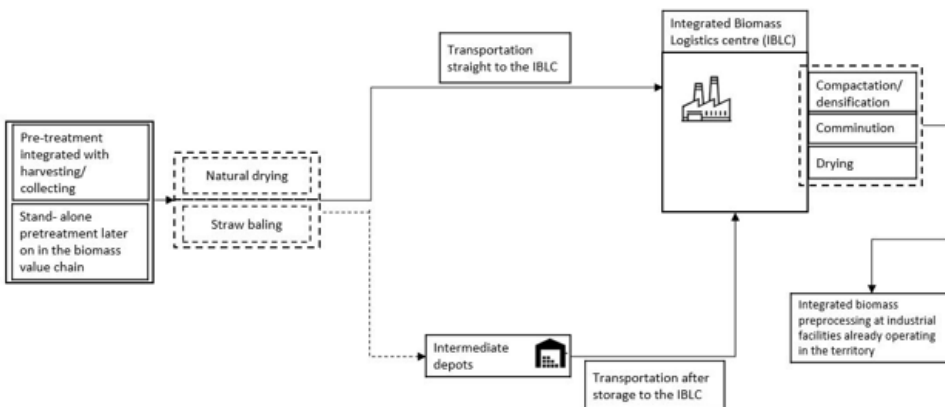 Integrated Biomass
Logistics centre (IBLC)
Transportation
straight to the IBLC
Compactation/
densification
Comminution
Drying
Pre-treatment
integrated with
harvesting/
collecting
Stand- alone
pretreatment later
on in the biomass
value chain
Natural drying
Straw baling
Intermediate
depots
Transportation after
storage to the IBLC
Integrated biomass
preprocessing at industrial
facilities already operating
in the territory